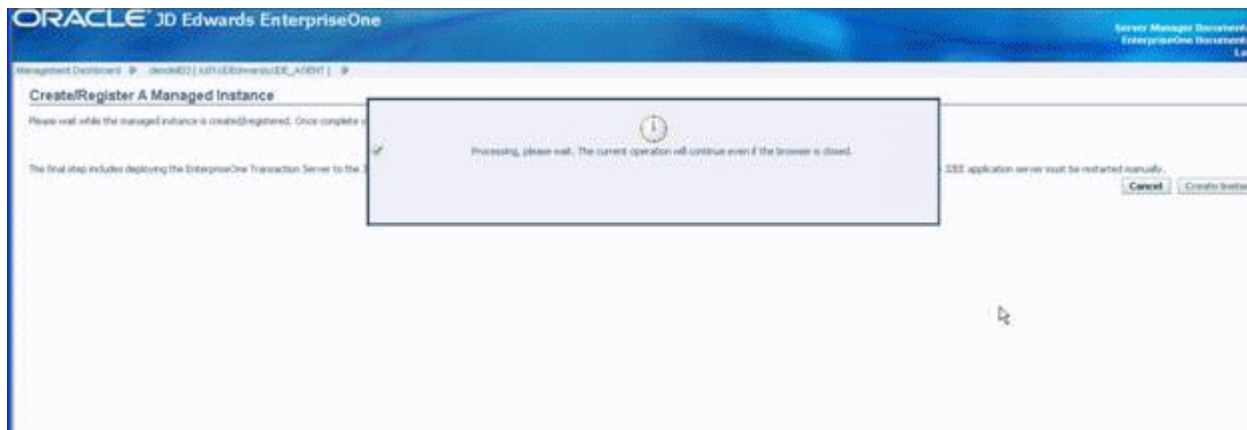 ORACLE JD Edwards EnterpriseOne
Server Manager Document
EnterpriseOne Document
Management Dashboard
Create/Register A Managed Instance
Please wait while the managed instance is created/registered. Once complete
Processing, please wait. The current operation will continue even if the browser is closed.
The final step includes deploying the EnterpriseOne Transaction Server to the
application server must be restarted manually.
Cancel
Create Instan